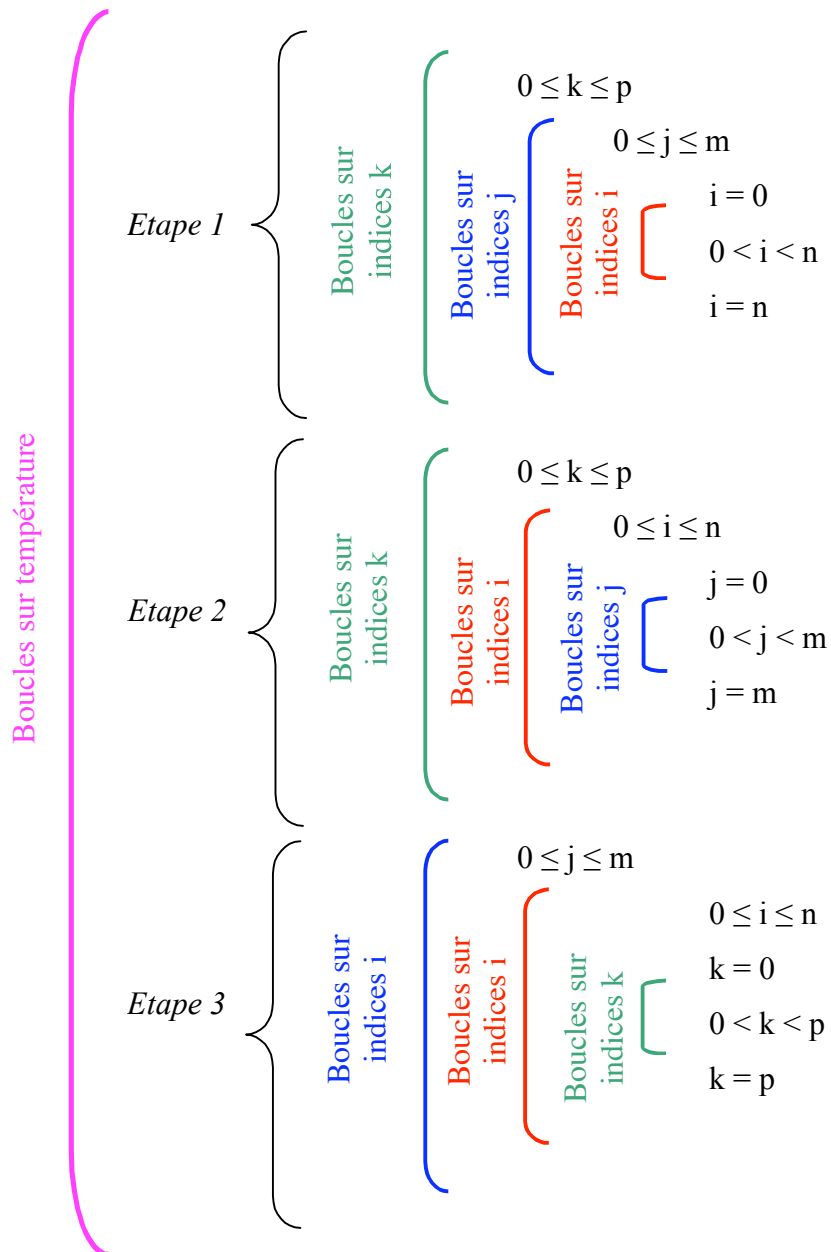 Boucles sur température
Etape 1
Boucles sur
indices k
0 ≤ k ≤ p
Boucles sur
indices j
0 ≤ j ≤ m
Boucles sur
indices i
i = 0
0 < i < n
i = n
Etape 2
Boucles sur
indices k
0 ≤ k ≤ p
Boucles sur
indices i
0 ≤ i ≤ n
Boucles sur
indices j
j = 0
0 < j < m
j = m
Etape 3
Boucles sur
indices i
0 ≤ j ≤ m
Boucles sur
indices i
0 ≤ i ≤ n
Boucles sur
indices k
k = 0
0 < k < p
k = p